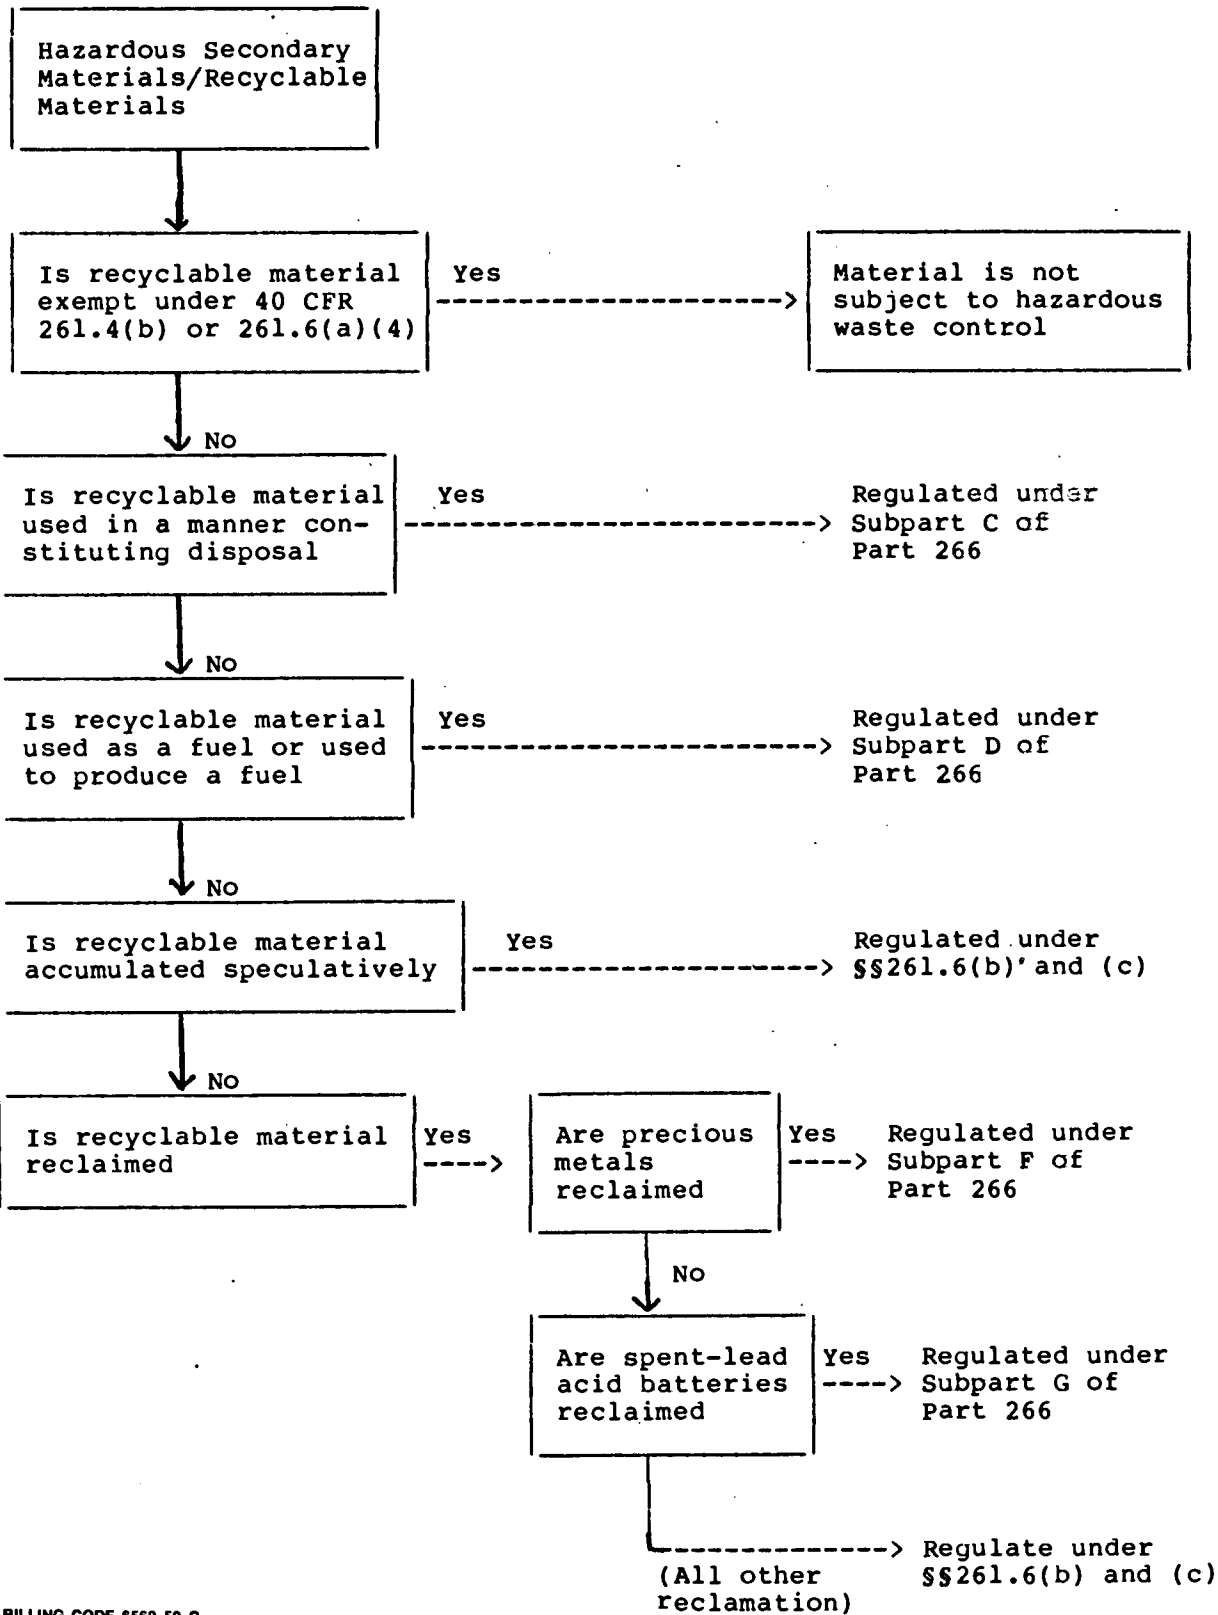 Hazardous Secondary
Materials/Recyclable
Materials
Is recyclable material
exempt under 40 CFR
261.4(b) or 261.6(a)(4)
Yes
Material is not
subject to hazardous
waste control
No
Is recyclable material
used in a manner con-
stituting disposal
Yes
Regulated under
Subpart C of
Part 266
No
Is recyclable material
used as a fuel or used
to produce a fuel
Yes
Regulated under
Subpart D of
Part 266
No
Is recyclable material
accumulated speculatively
Yes
Regulated under
§§261.6(b) and (c)
No
Is recyclable material
reclaimed
Yes
Are precious
metals
reclaimed
Yes
Regulated under
Subpart F of
Part 266
No
Are spent-lead
acid batteries
reclaimed
Yes
Regulated under
Subpart G of
Part 266
(All other
reclamation)
Regulate under
§§261.6(b) and (c)
BILLING CODE 6560-50-C